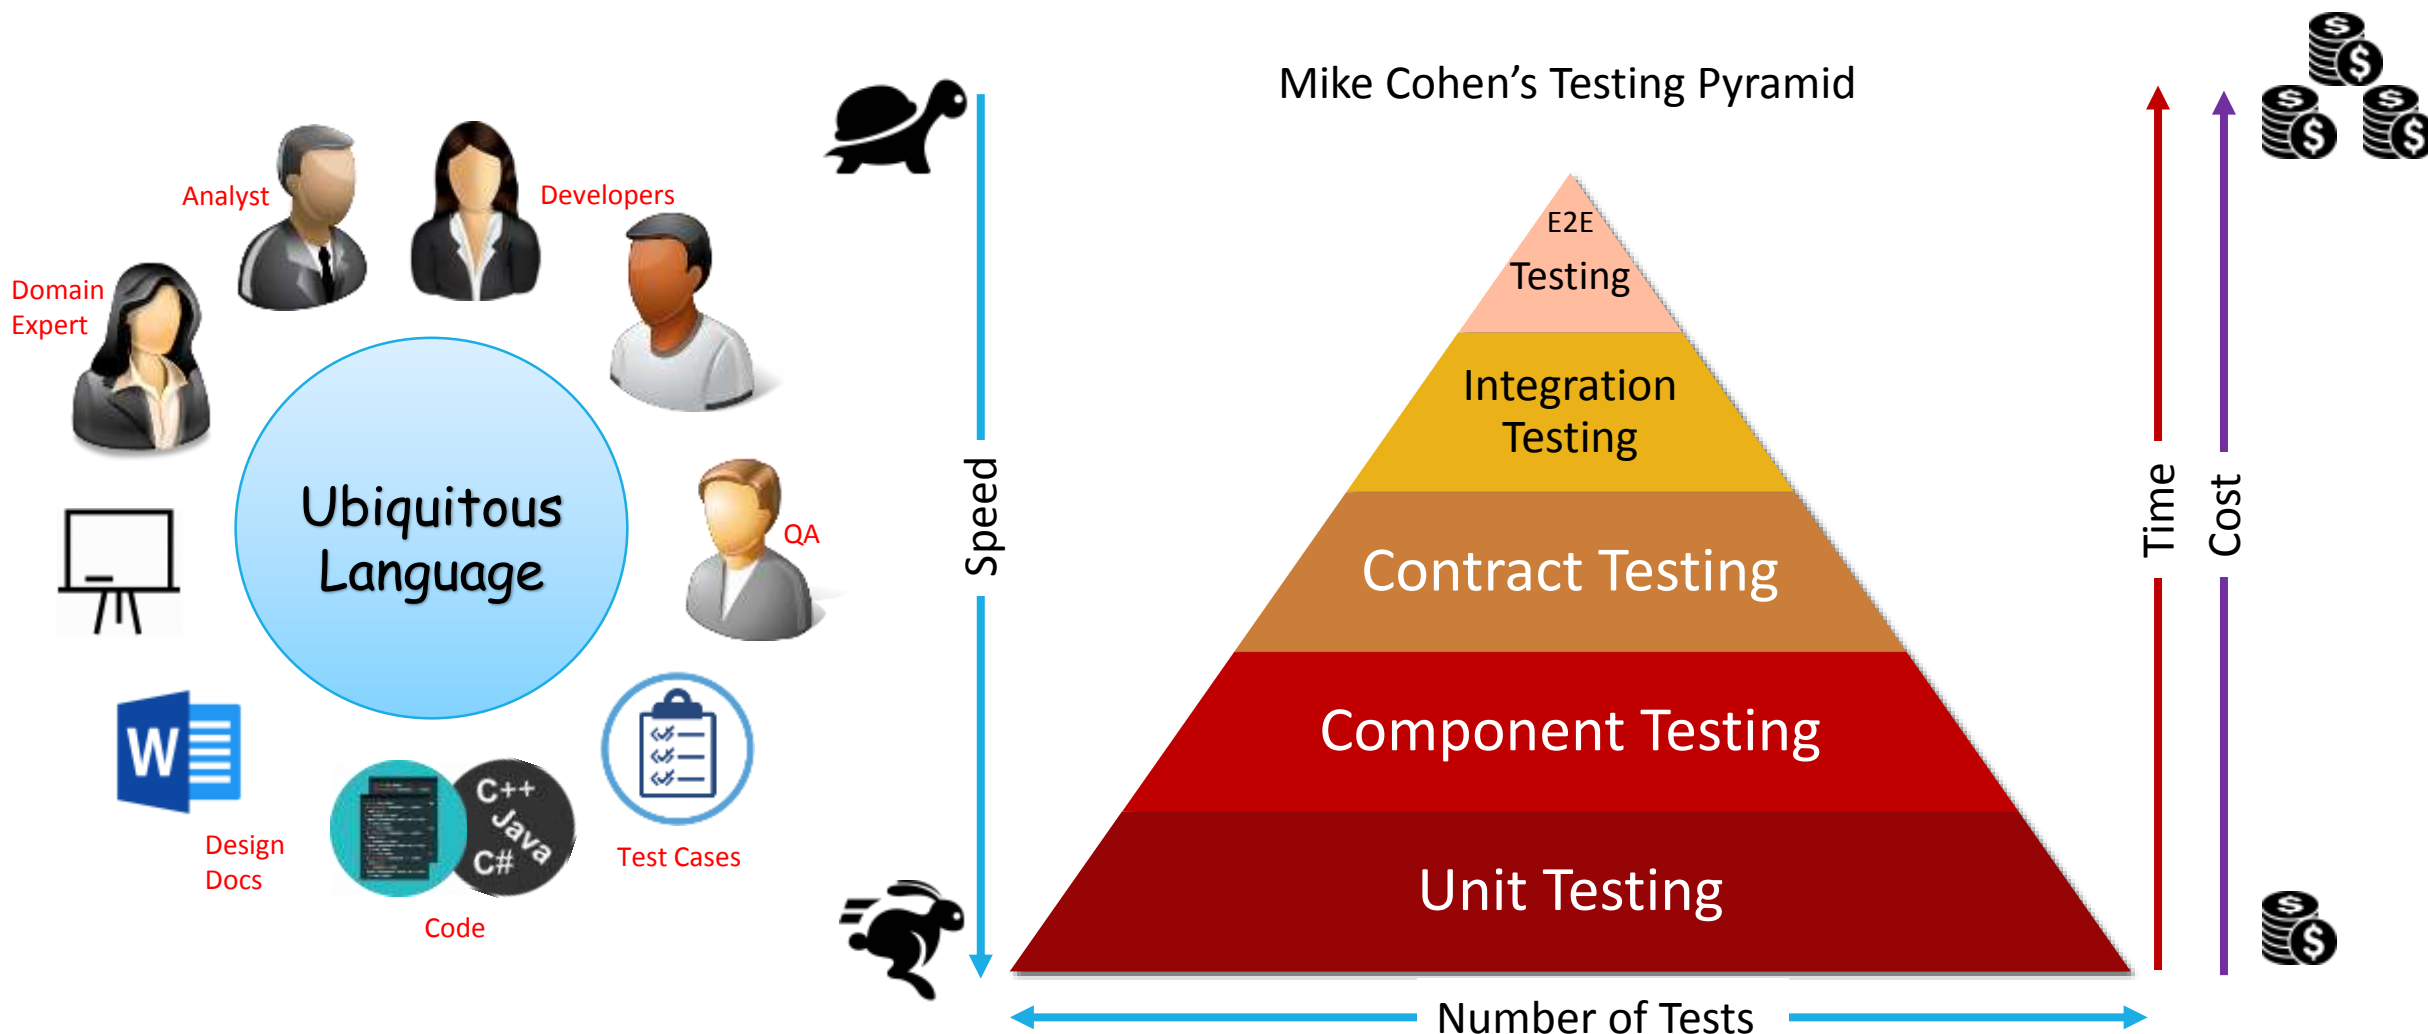 Mike Cohen's Testing Pyramid
Analyst
Developers
Domain
Expert
Ubiquitous
Language
QA
W
Design
Docs
C++
Java
C#
Code
Test Cases
Speed
E2E
Testing
Integration
Testing
Contract Testing
Component Testing
Unit Testing
Number of Tests
Time
Cost
$
$
$
$
$
$
$
$